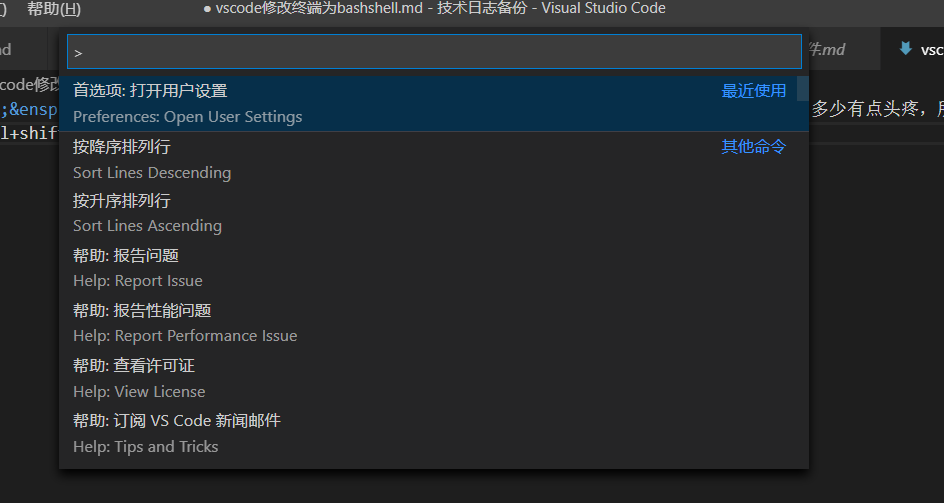 帮助(H)
● vscode修改终端为bashshell.md - 技术日志备份 - Visual Studio Code
件.md
vsc
>
code修改
首选项: 打开用户设置
最近使用
Preferences: Open User Settings
;&ensp
多少有点头疼，
l+shif
按降序排列行
其他命令
Sort Lines Descending
按升序排列行
Sort Lines Ascending
帮助: 报告问题
Help: Report Issue
帮助: 报告性能问题
Help: Report Performance Issue
帮助: 查看许可证
Help: View License
帮助: 订阅 VS Code 新闻邮件
Help: Tips and Tricks